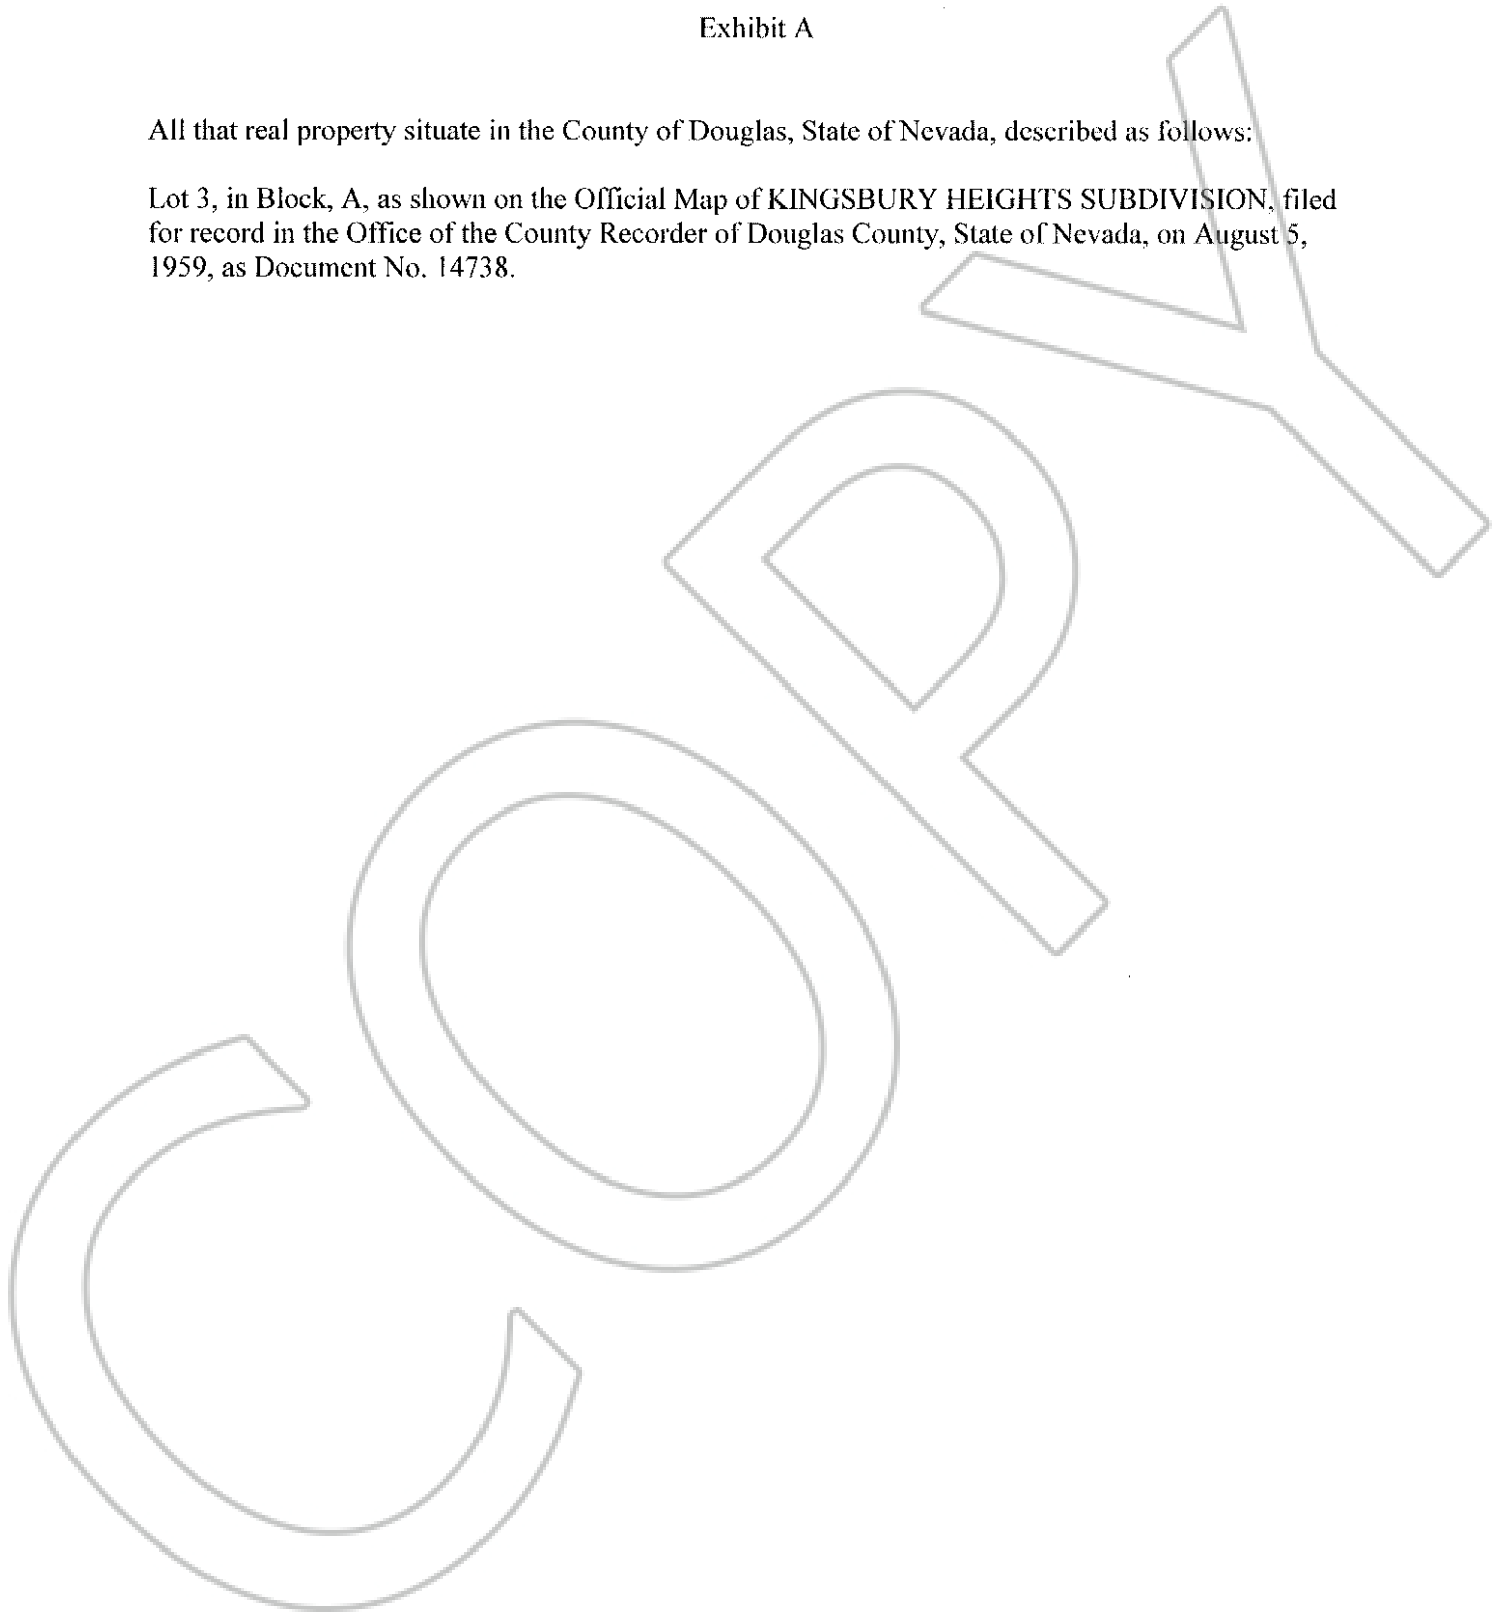 Exhibit A
All that real property situate in the County of Douglas, State of Nevada, described as follows:
Lot 3, in Block, A, as shown on the Official Map of KINGSBURY HEIGHTS SUBDIVISION, filed
for record in the Office of the County Recorder of Douglas County, State of Nevada, on August 5,
1959, as Document No. 14738.
COPY